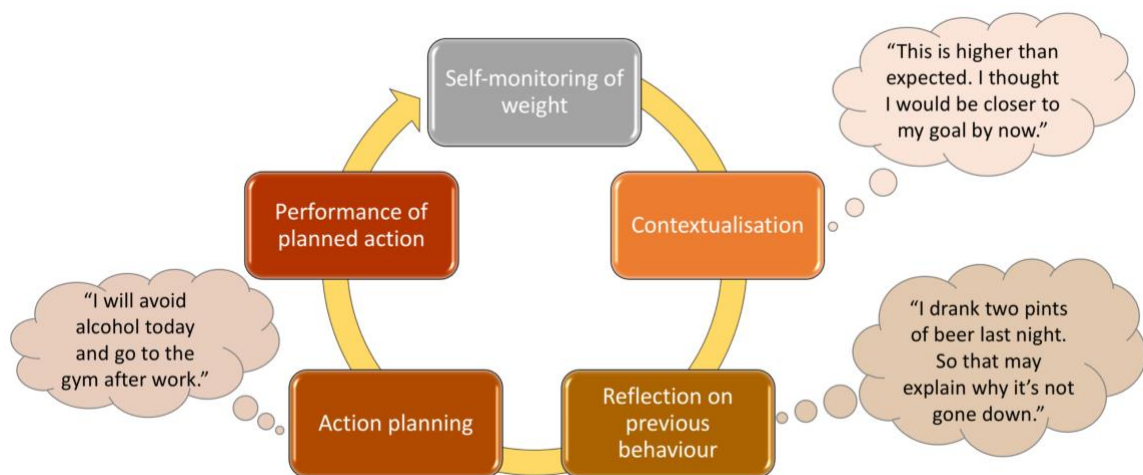 Self-monitoring of
weight
“This is higher than
expected. I thought
I would be closer to
my goal by now.”
Contextualisation
Performance of
planned action
“I will avoid
alcohol today
and go to the
gym after work.”
“I drank two pints
of beer last night.
So that may
explain why it’s not
gone down.”
Reflection on
previous
behaviour
Action planning